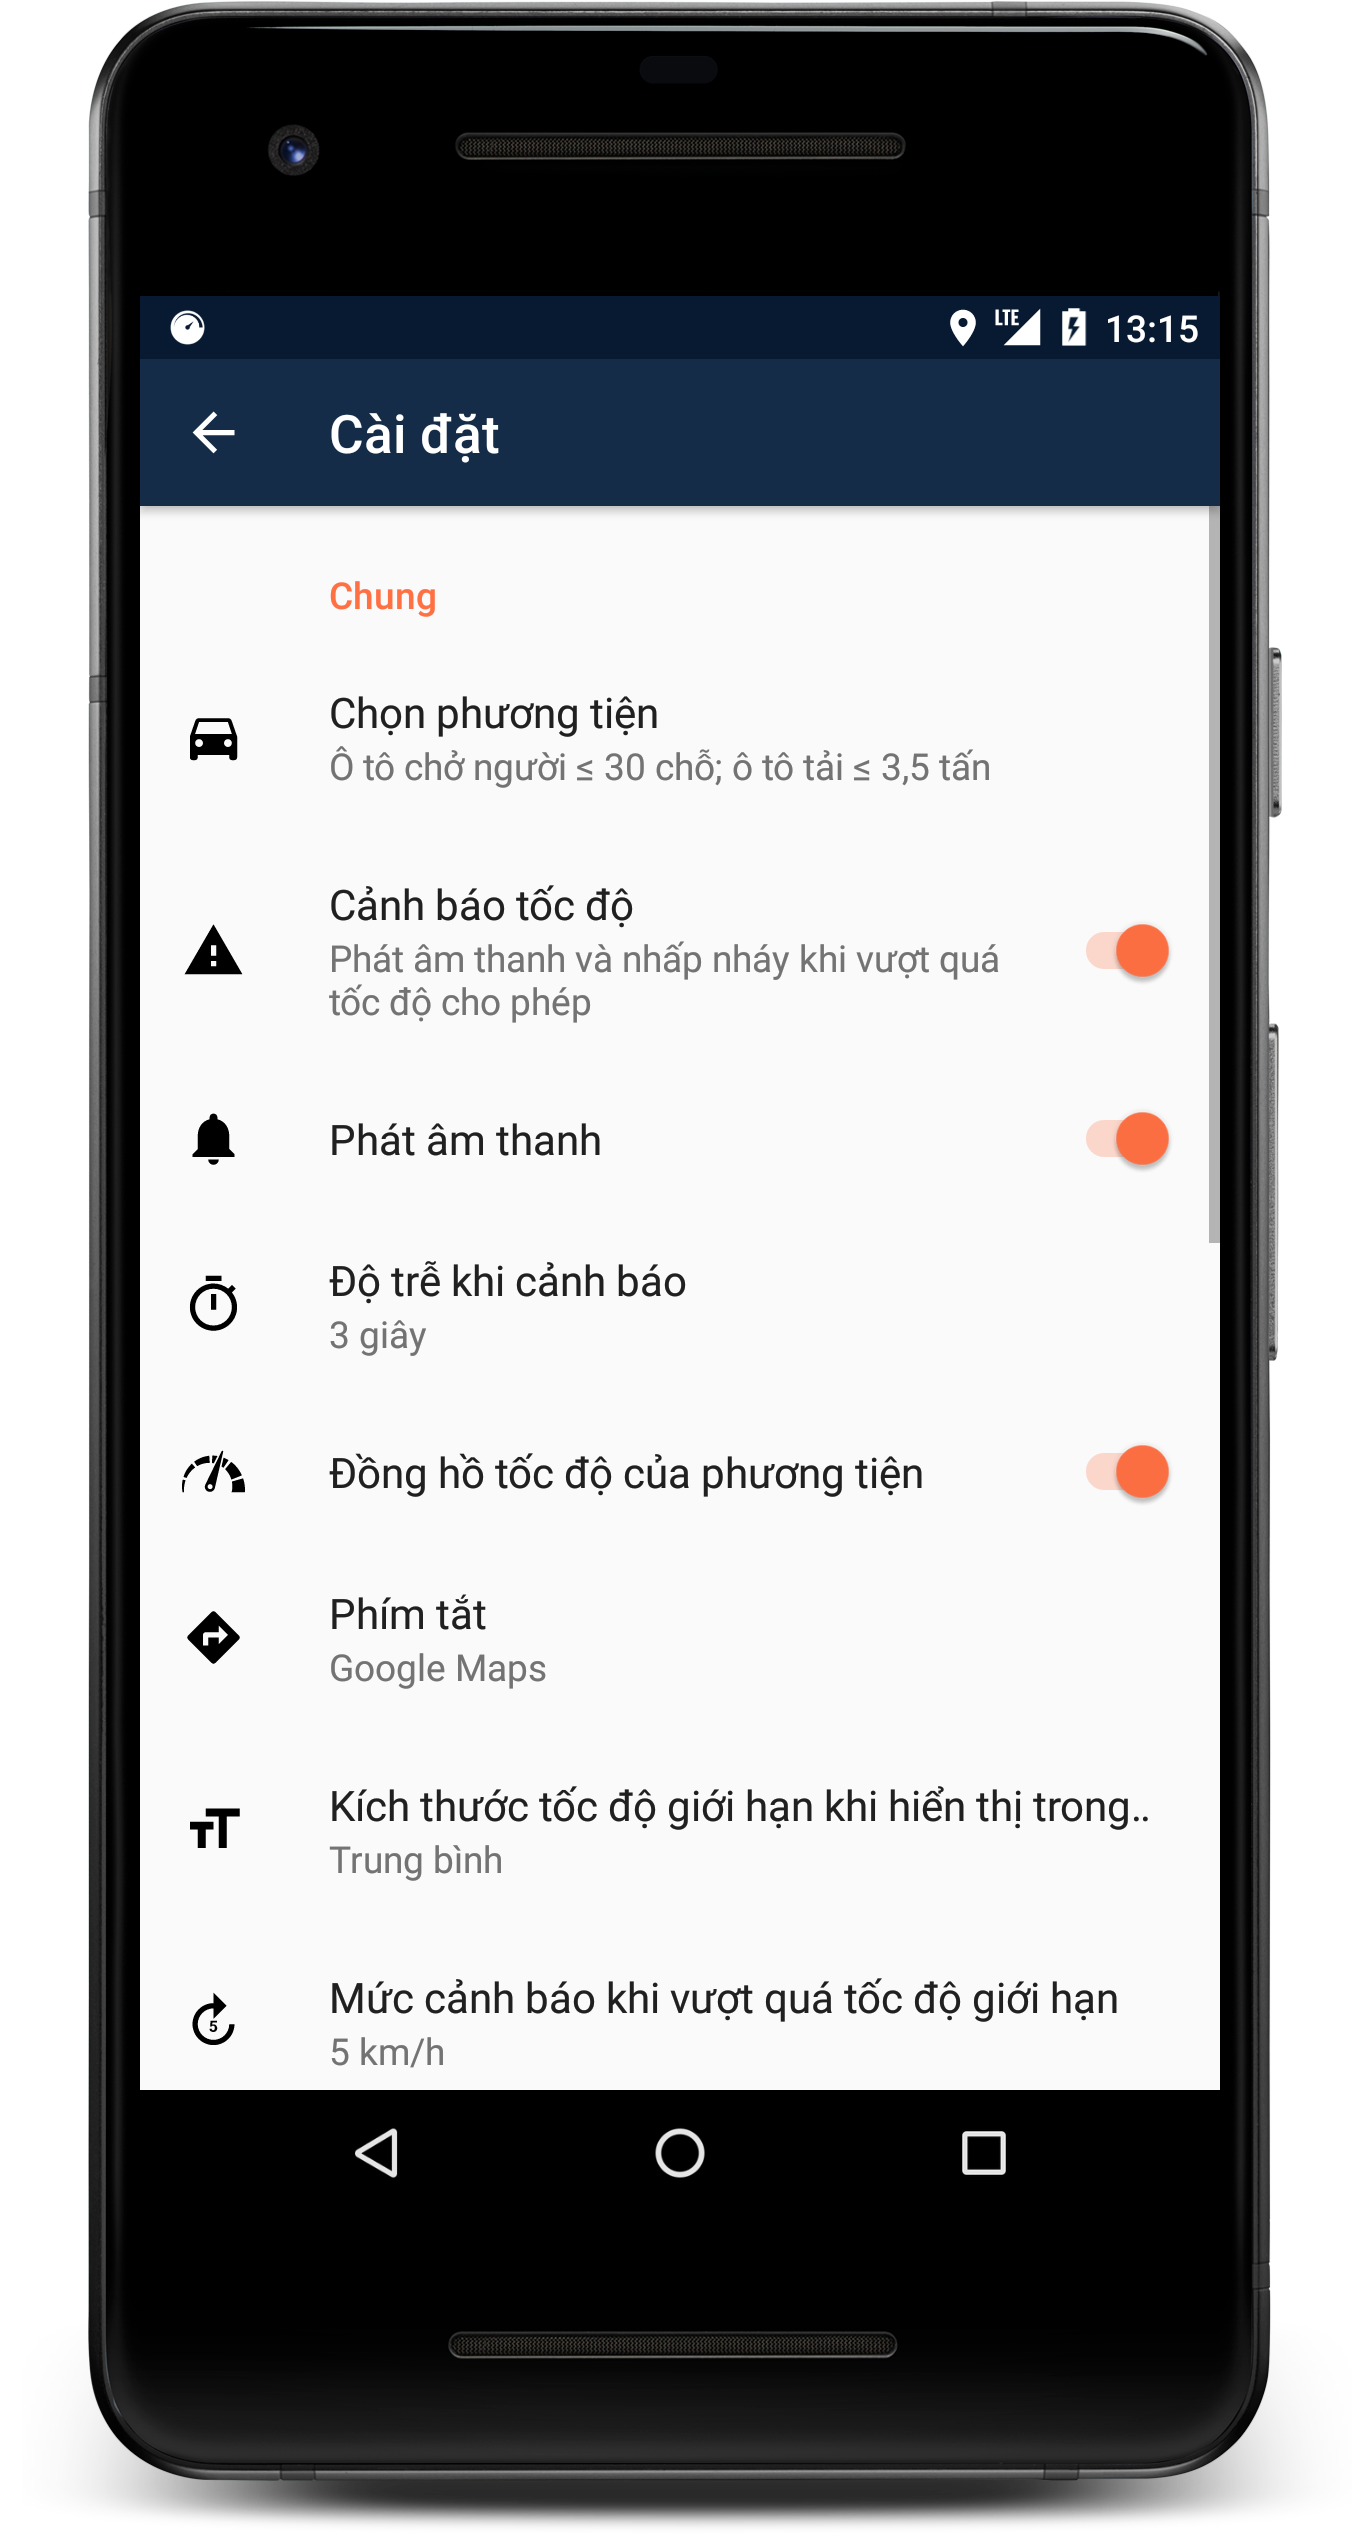 LTE 13:15
Cài đặt
Chung
Chọn phương tiện
Ô tô chở người ≤ 30 chỗ; ô tô tải ≤ 3,5 tấn
Cảnh báo tốc độ
Phát âm thanh và nhấp nháy khi vượt quá
tốc độ cho phép
Phát âm thanh
Độ trễ khi cảnh báo
3 giây
Đồng hồ tốc độ của phương tiện
Phím tắt
Google Maps
Kích thước tốc độ giới hạn khi hiển thị trong..
Trung bình
Mức cảnh báo khi vượt quá tốc độ giới hạn
5
5 km/h